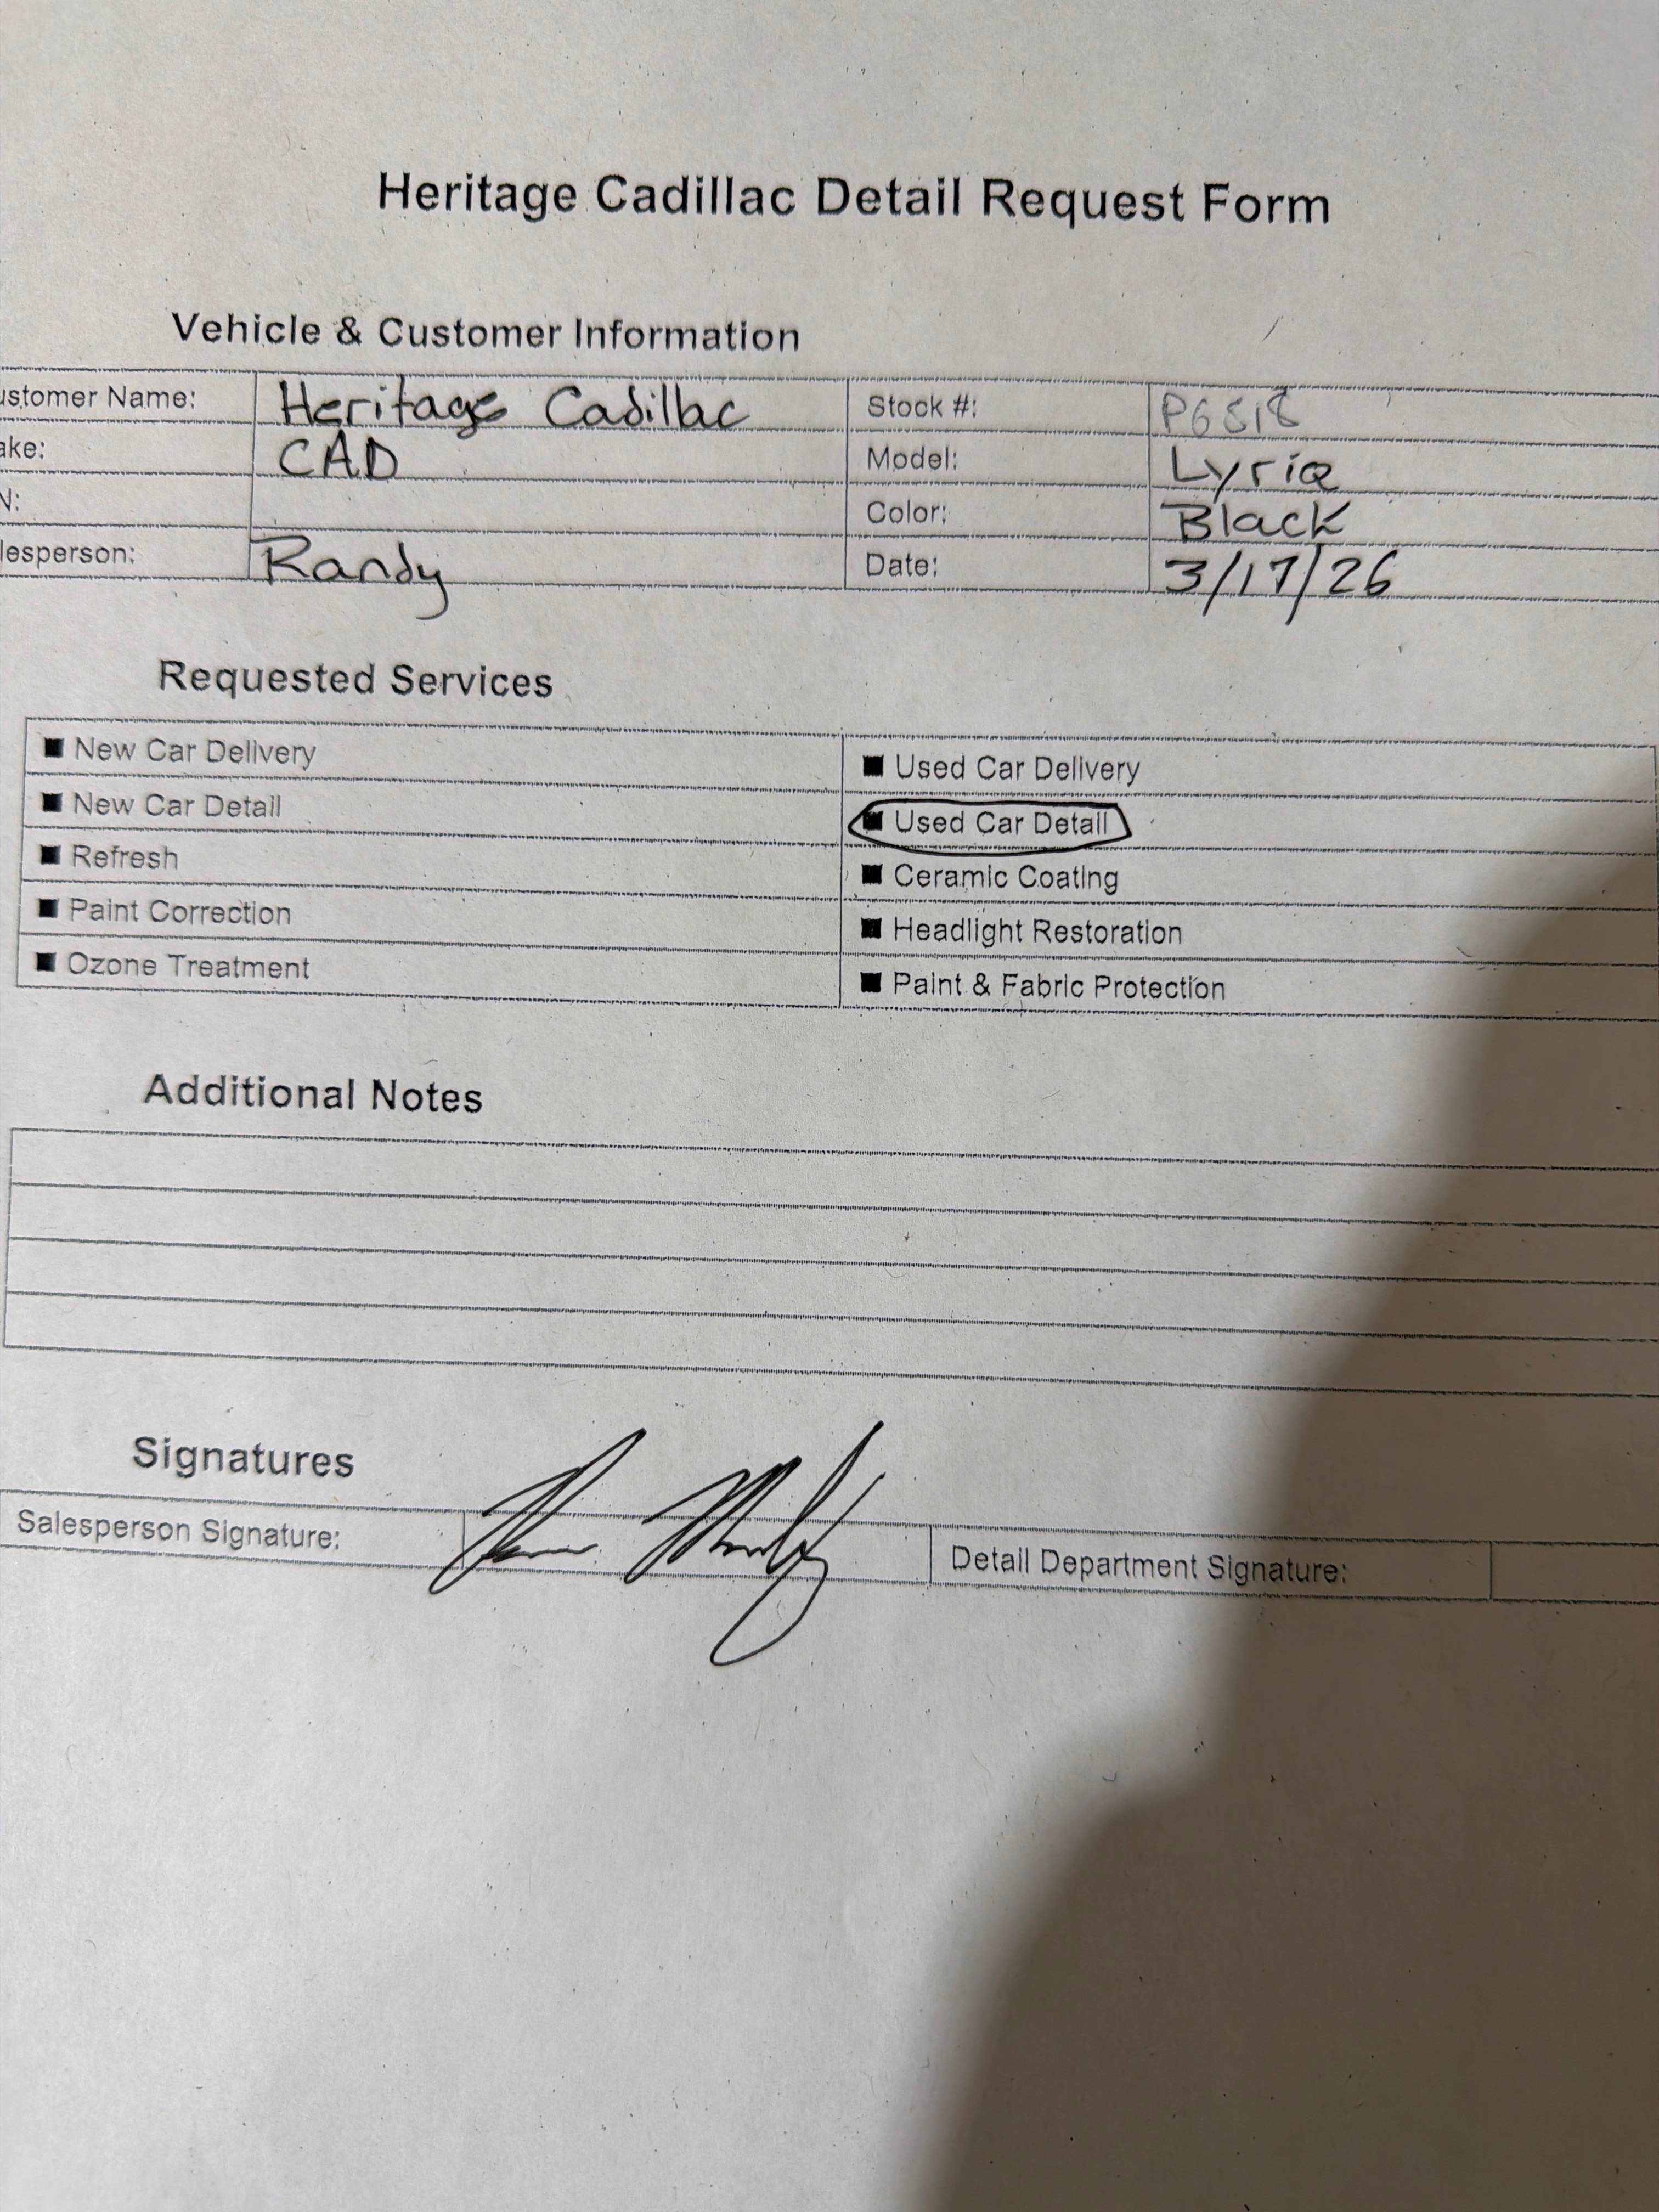 Heritage Cadillac Detail Request Form
Vehicle & Customer Information
ustomer Name: Heritage Cadillac Stock #: P6818
ake: CAD Model: Lyriq
N: Color: Black
lesperson: Randy Date: 3/17/26
Requested Services
■ New Car Delivery ■ Used Car Delivery
■ New Car Detail ■ Used Car Detail
■ Refresh ■ Ceramic Coating
■ Paint Correction ■ Headlight Restoration
■ Ozone Treatment ■ Paint & Fabric Protection
Additional Notes
Signatures
Salesperson Signature: Detail Department Signature: